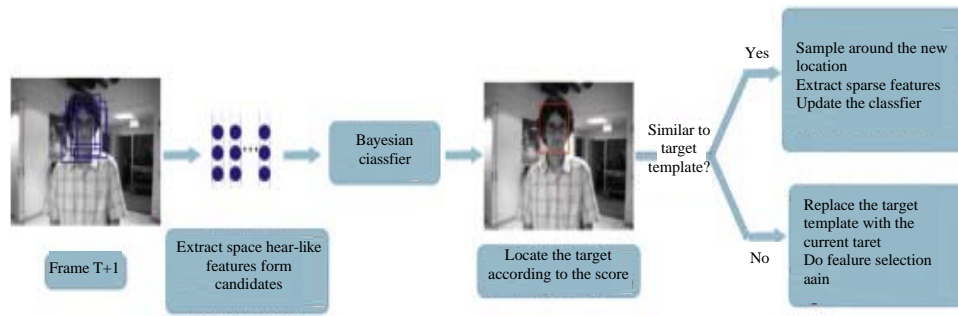 Frame T+1
Extract space hear-like
features form
candidates
Bayesian
ciassfier
Locate the target
according to the score
Similar to
target
template?
Yes
Sample around the new
location
Extract sparse features
Update the classfier
No
Replace the target
template with the
current taret
Do fealure selection
aain